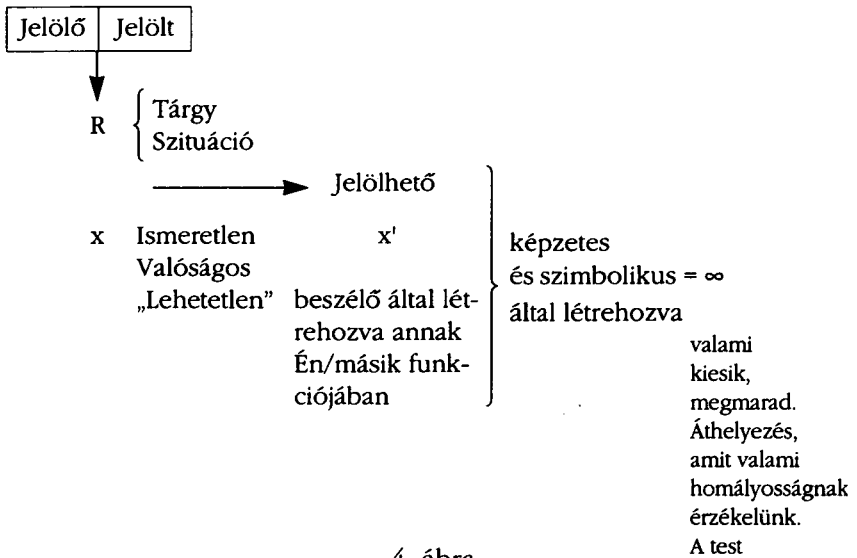 Jelölő Jelölt
R Tárgy
Szituáció
Jelölhető
x Ismeretlen
Valóságos
„Lehetetlen”
x'
beszélő által lét-
rehozva annak
Én/másik funk-
ciójában
képzetes
és szimbolikus = ∞
által létrehozva
valami
kiesik,
megmarad.
Áthelyezés,
amit valami
homályosságnak
érzékelünk.
A test
4. ábra